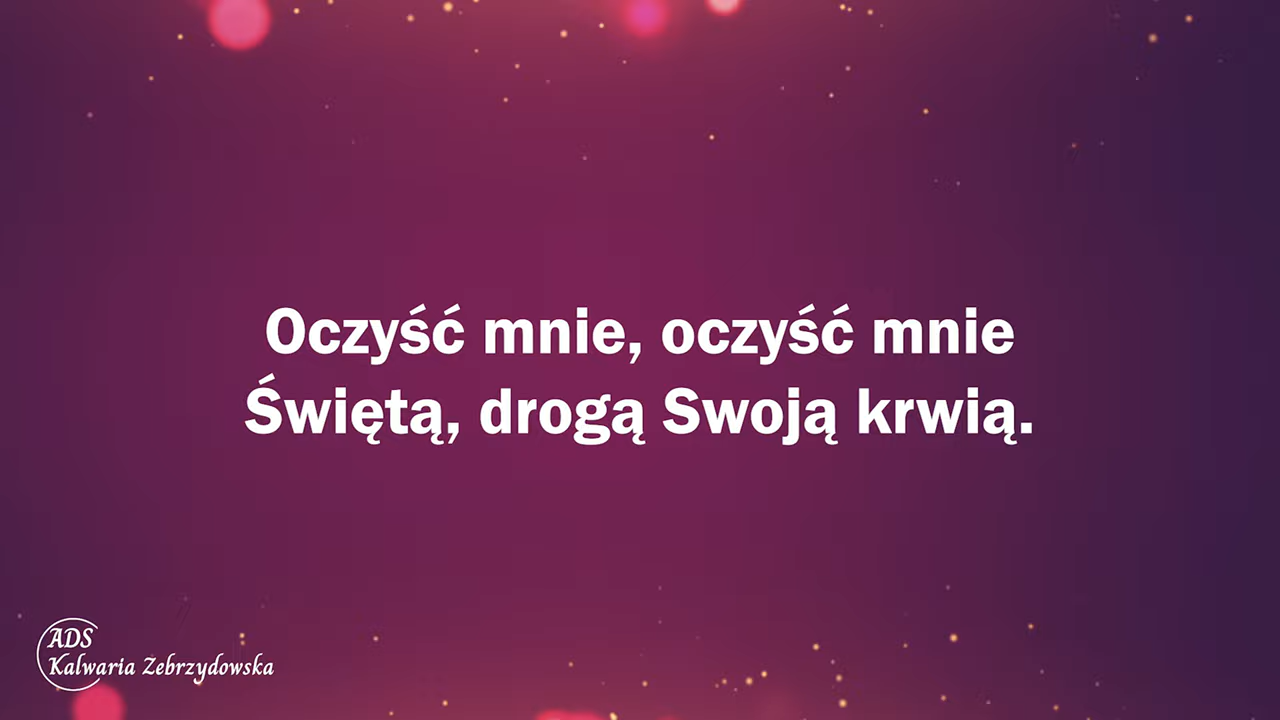 Oczyść mnie, oczyść mnie
Świętą, drogą Swoją krwią.
ADS
Kalwaria Zebrzydowska